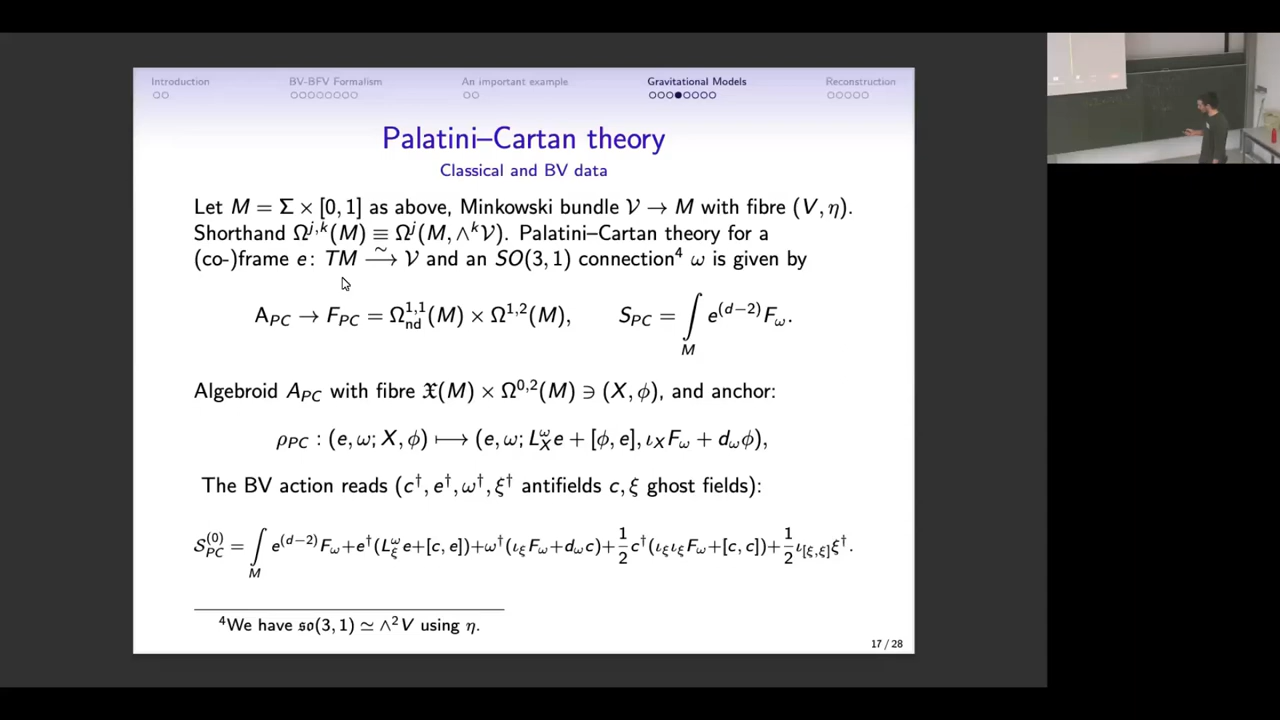 Introduction BV-BFV Formalism An important example Gravitational Models Reconstruction
Palatini–Cartan theory
Classical and BV data
Let M = Σ × [0, 1] as above, Minkowski bundle 𝒱 → M with fibre (V, η).
Shorthand Ω^{j,k}(M) ≡ Ω^j(M, ∧^k𝒱). Palatini–Cartan theory for a
(co-)frame e: TM ⟶̃ 𝒱 and an SO(3, 1) connection⁴ ω is given by
A_{PC} → F_{PC} = Ω^{1,1}_{nd}(M) × Ω^{1,2}(M), S_{PC} = ∫_M e^{(d−2)}F_ω.
Algebroid A_{PC} with fibre 𝔛(M) × Ω^{0,2}(M) ∋ (X, ϕ), and anchor:
ρ_{PC} : (e, ω; X, ϕ) ⟼ (e, ω; L^ω_X e + [ϕ, e], ι_X F_ω + d_ω ϕ),
The BV action reads (c†, e†, ω†, ξ† antifields c, ξ ghost fields):
𝒮^{(0)}_{PC} = ∫_M e^{(d−2)}F_ω+e†(L^ω_ξ e+[c, e])+ω†(ι_ξ F_ω+d_ω c)+½c†(ι_ξ ι_ξ F_ω+[c, c])+½ι_{[ξ,ξ]}ξ†.
⁴We have 𝔰𝔬(3, 1) ≃ ∧²V using η.
17 / 28